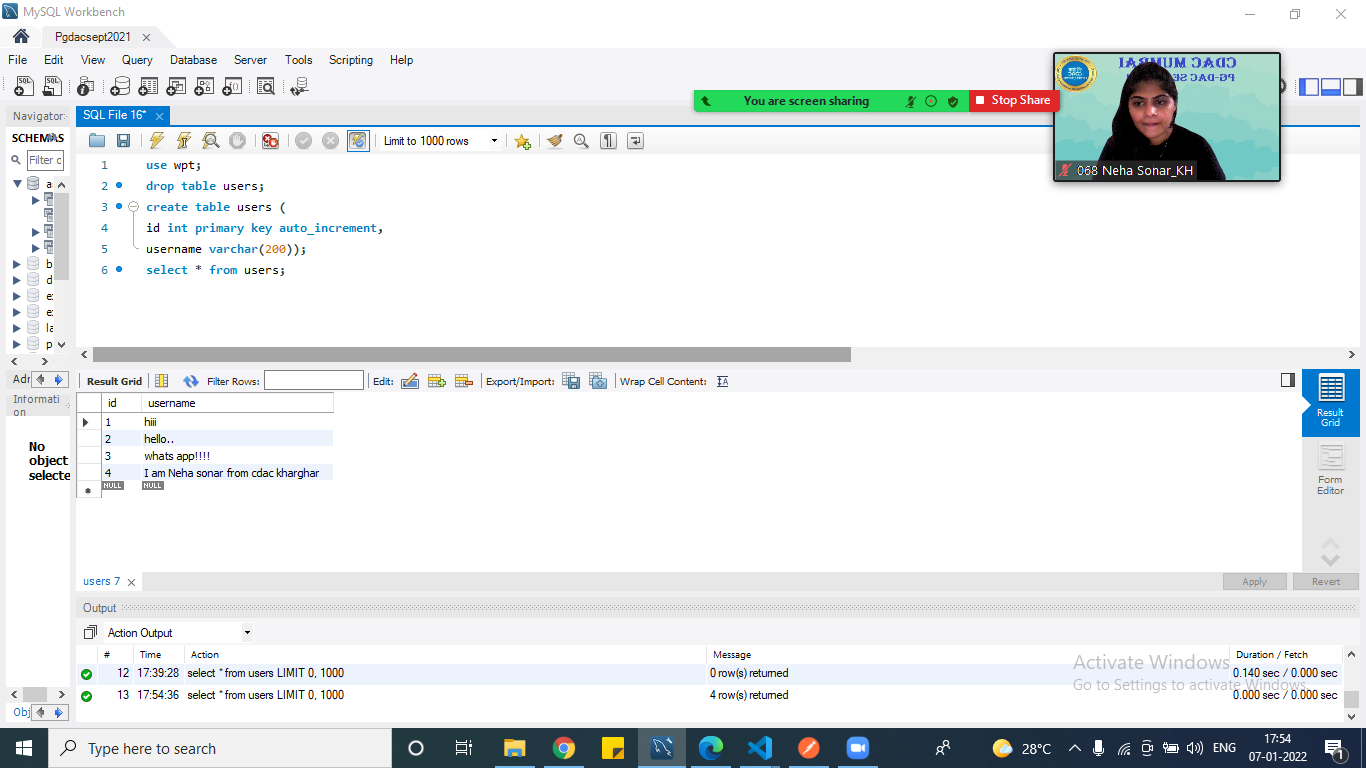 MySQL Workbench
Pgdacsept2021
File Edit View Query Database Server Tools Scripting Help
You are screen sharing Stop Share
CDAC MUMBAI
068 Neha Sonar_KH
Navigator:
SQL File 16*
SCHEMAS
Limit to 1000 rows
Filter o
1 use wpt;
2 drop table users;
3 create table users (
4 id int primary key auto_increment,
5 username varchar(200));
6 select * from users;
a
b
d
e
e
la
p
Adr
Informati
on
No
object
selecte
Obj
Result Grid Filter Rows: Edit: Export/Import: Wrap Cell Content:
id username
1 hiii
2 hello..
3 whats app!!!!
4 I am Neha sonar from cdac kharghar
NULL NULL
Result
Grid
Form
Editor
users 7
Apply Revert
Output
Action Output
# Time Action Message Duration / Fetch
12 17:39:28 select * from users LIMIT 0, 1000 0 row(s) returned 0.140 sec / 0.000 sec
13 17:54:36 select * from users LIMIT 0, 1000 4 row(s) returned 0.000 sec / 0.000 sec
Activate Windows
Go to Settings to activate Windows.
Type here to search
28°C
ENG
17:54
07-01-2022
1